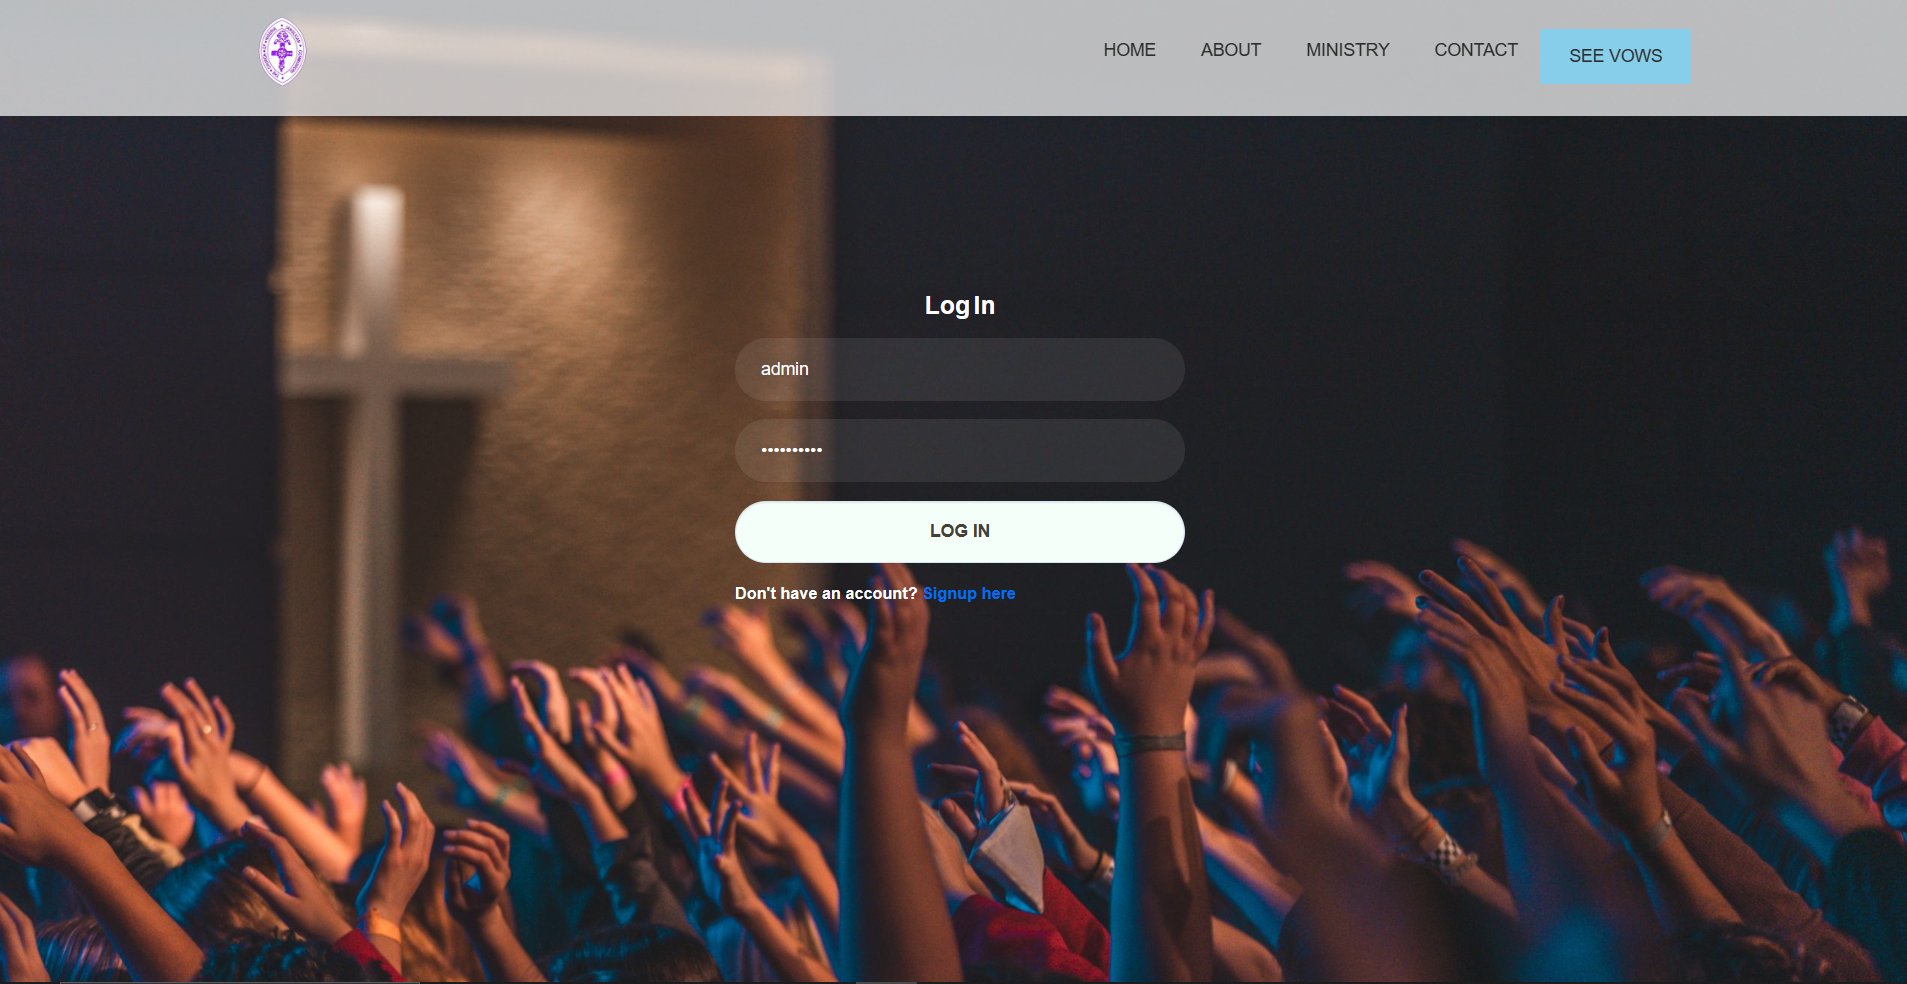 HOME ABOUT MINISTRY CONTACT SEE VOWS
Log In
admin
••••••••••
LOG IN
Don't have an account? Signup here